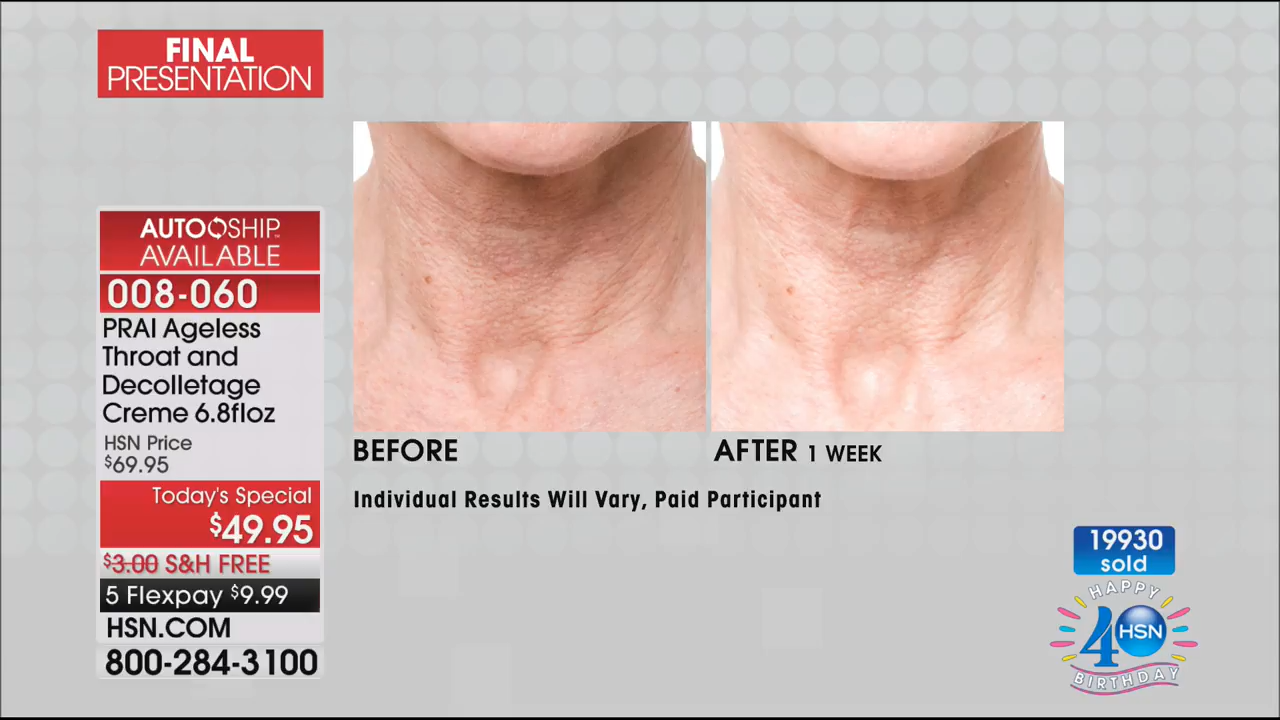 FINAL
PRESENTATION
AUTOSHIP
AVAILABLE
008-060
PRAI Ageless
Throat and
Decolletage
Creme 6.8floz
HSN Price
$69.95
Today's Special
$49.95
$3.00 S&H FREE
5 Flexpay $9.99
HSN.COM
800-284-3100
BEFORE
AFTER 1 WEEK
Individual Results Will Vary, Paid Participant
19930
sold
HAPPY
40 HSN
BIRTHDAY